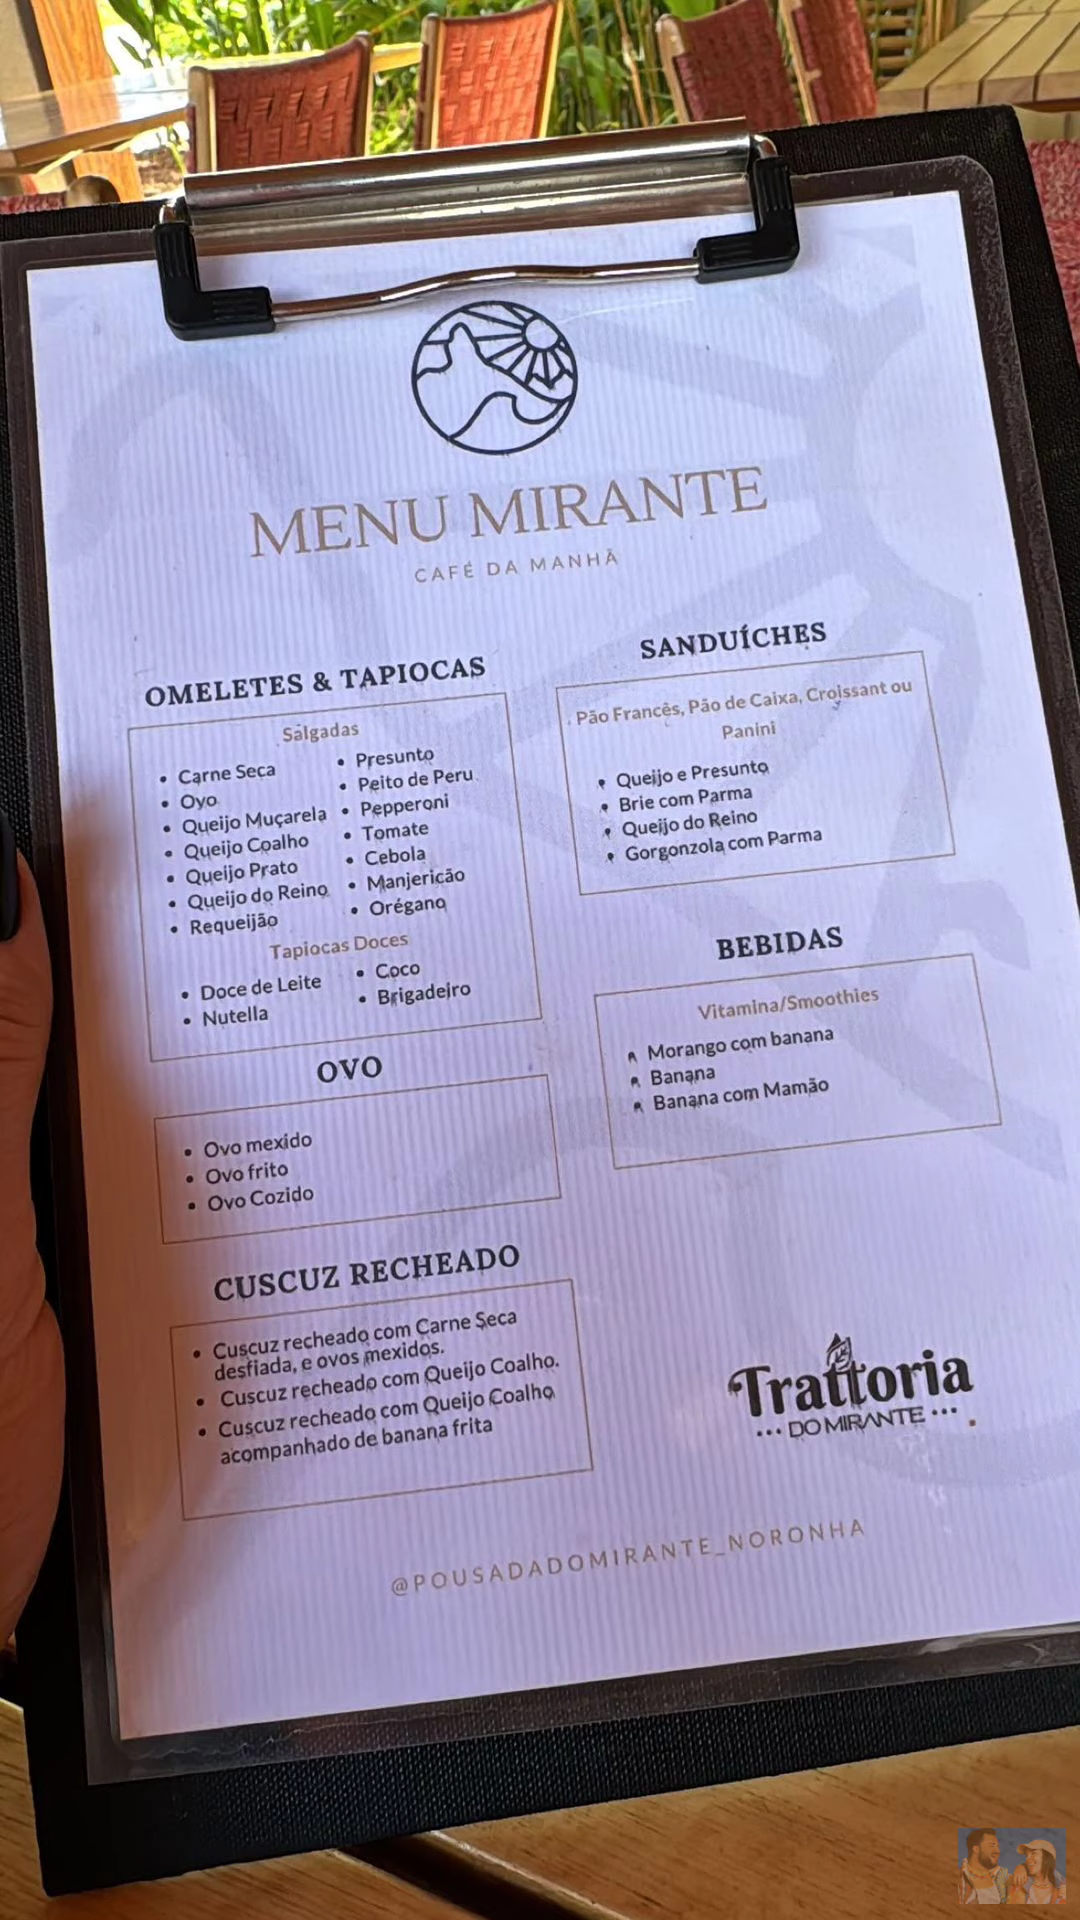 MENU MIRANTE
CAFÉ DA MANHÃ
OMELETES & TAPIOCAS
Salgadas
• Carne Seca
• Ovo
• Queijo Muçarela
• Queijo Coalho
• Queijo Prato
• Queijo do Reino
• Requeijão
• Presunto
• Peito de Peru
• Pepperoni
• Tomate
• Cebola
• Manjericão
• Orégano
Tapiocas Doces
• Doce de Leite
• Nutella
• Coco
• Brigadeiro
OVO
• Ovo mexido
• Ovo frito
• Ovo Cozido
CUSCUZ RECHEADO
• Cuscuz recheado com Carne Seca
desfiada, e ovos mexidos.
• Cuscuz recheado com Queijo Coalho.
• Cuscuz recheado com Queijo Coalho
acompanhado de banana frita
SANDUÍCHES
Pão Francês, Pão de Caixa, Croissant ou
Panini
• Queijo e Presunto
• Brie com Parma
• Queijo do Reino
• Gorgonzola com Parma
BEBIDAS
Vitamina/Smoothies
• Morango com banana
• Banana
• Banana com Mamão
Trattoria
••• DO MIRANTE •••
@POUSADADOMIRANTE_NORONHA